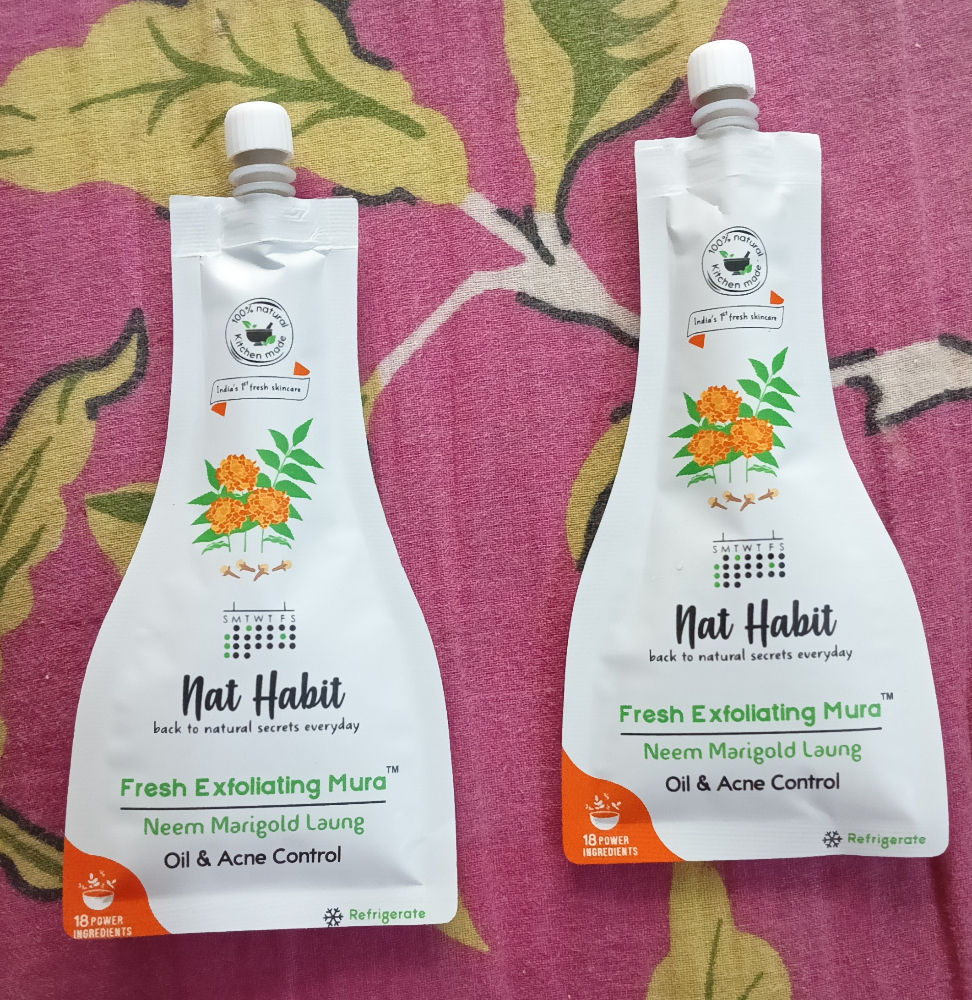 100% natural
Kitchen made
India's 1st fresh skincare
S M T W T F S
Nat Habit
back to natural secrets everyday
Fresh Exfoliating Mura™
Neem Marigold Laung
Oil & Acne Control
18 POWER
INGREDIENTS
Refrigerate
100% natural
Kitchen made
India's 1st fresh skincare
S M T W T F S
Nat Habit
back to natural secrets everyday
Fresh Exfoliating Mura™
Neem Marigold Laung
Oil & Acne Control
18 POWER
INGREDIENTS
Refrigerate